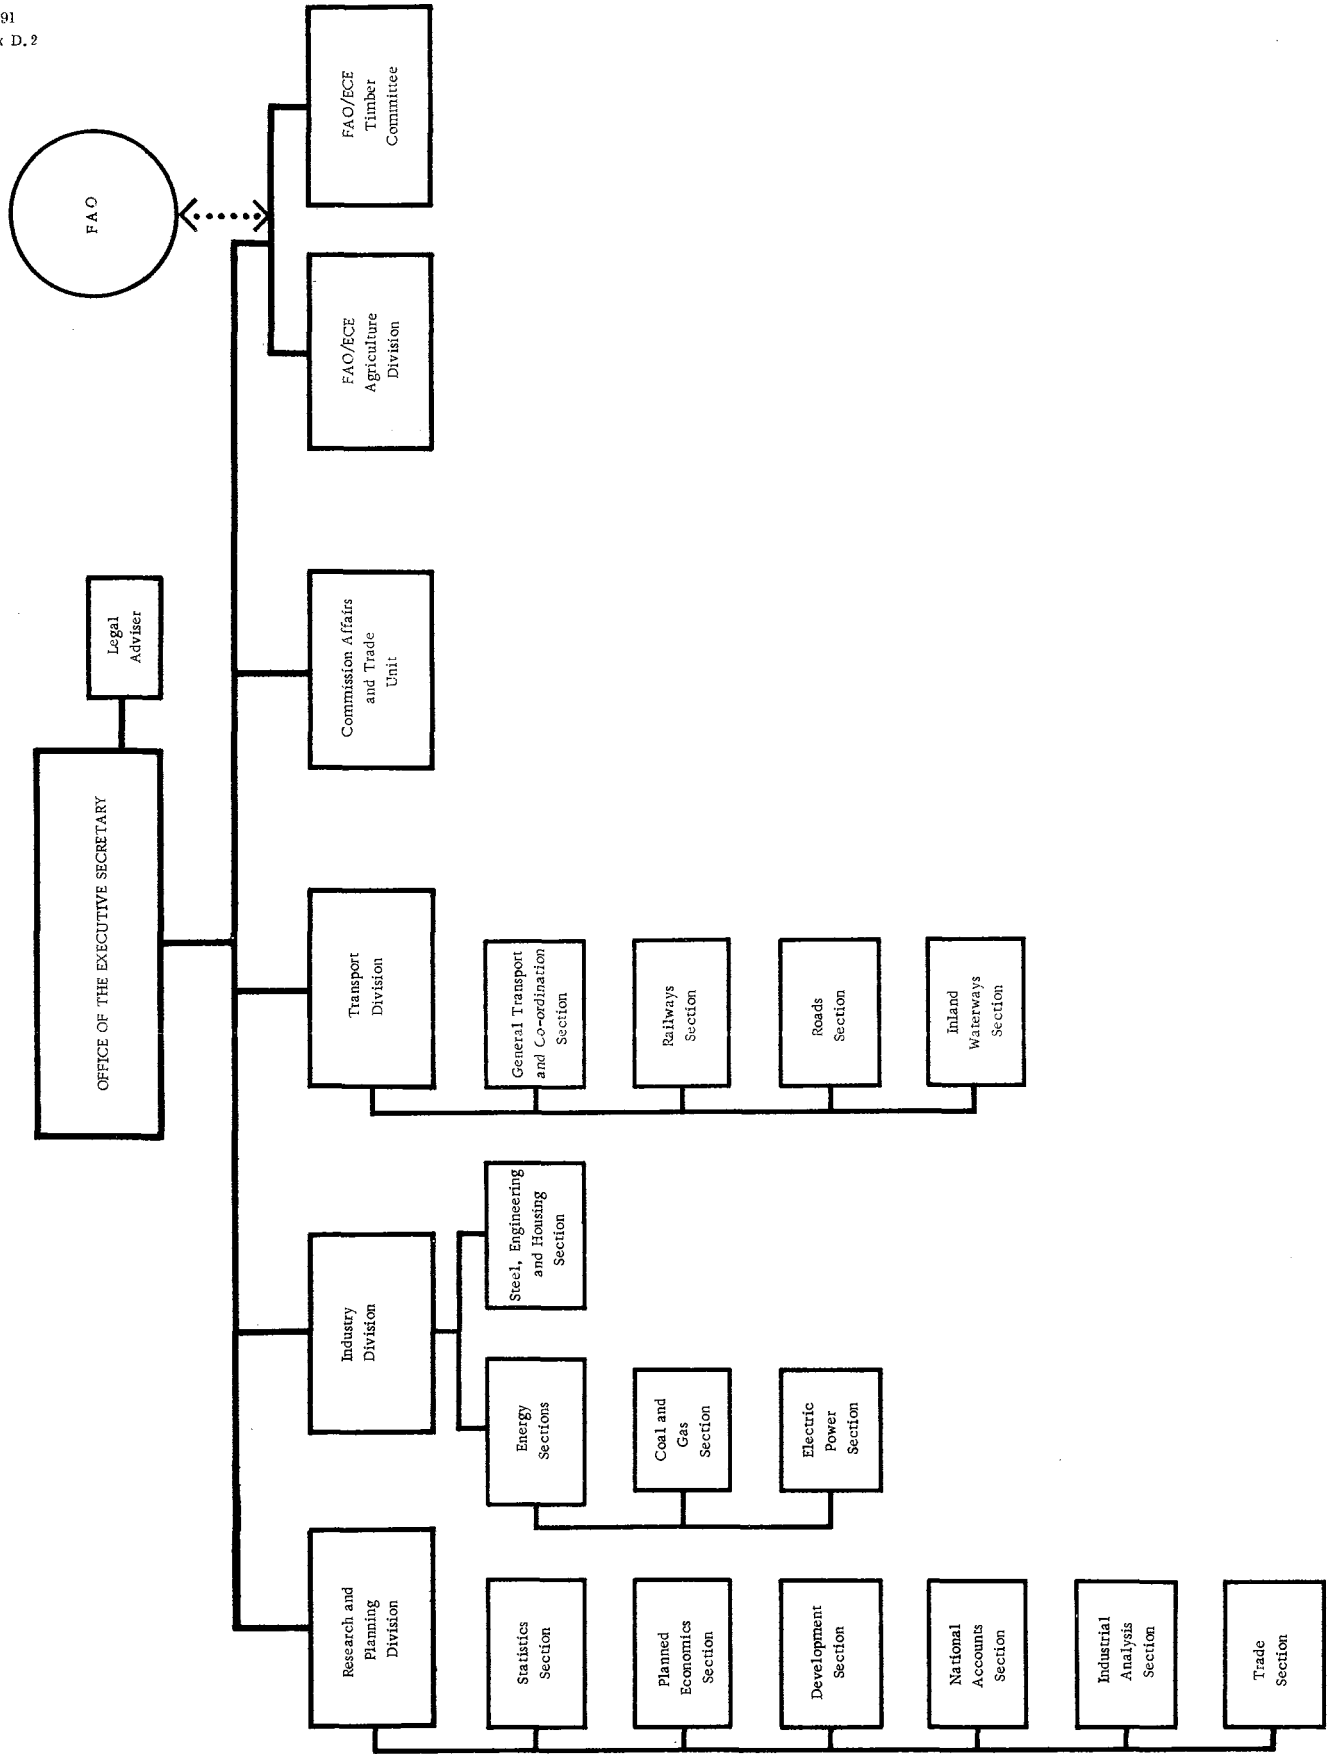 91
x D.2
OFFICE OF THE EXECUTIVE SECRETARY
Legal
Adviser
FAO
Research and
Planning
Division
Industry
Division
Transport
Division
Commission Affairs
and Trade
Unit
FAO/ECE
Agriculture
Division
FAO/ECE
Timber
Committee
Statistics
Section
Planned
Economics
Section
Development
Section
National
Accounts
Section
Industrial
Analysis
Section
Trade
Section
Energy
Sections
Coal and
Gas
Section
Electric
Power
Section
Steel, Engineering
and Housing
Section
General Transport
and Co-ordination
Section
Railways
Section
Roads
Section
Inland
Waterways
Section